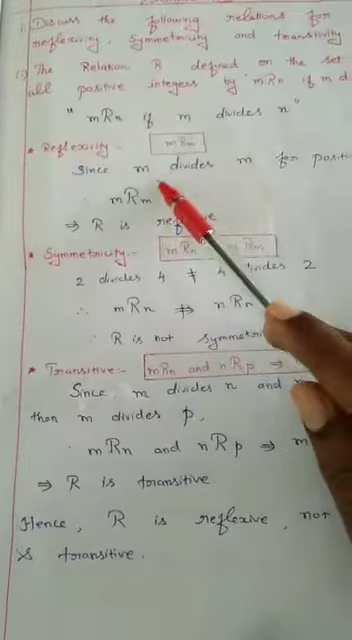 1. Discuss the following relations for
reflexivity, symmetricity and transitivity
(i) The Relation R defined on the set
all positive integers by "mRn if m d
" mRn if m divides n "
* Reflexivity :- mRm
Since m divides m for positi
∴ mRm
⇒ R is
* Symmetricity :- mRn mRm
2 divides 4 ⇏ 4 divides 2
∴ mRn ⇏ nRm
∴ R is not symmetri
* Transitive :- mRn and nRp ⇒
Since, m divides n and
then m divides p.
mRn and nRp ⇒ m
⇒ R is transitive
Hence, R is reflexive, not
transitive.